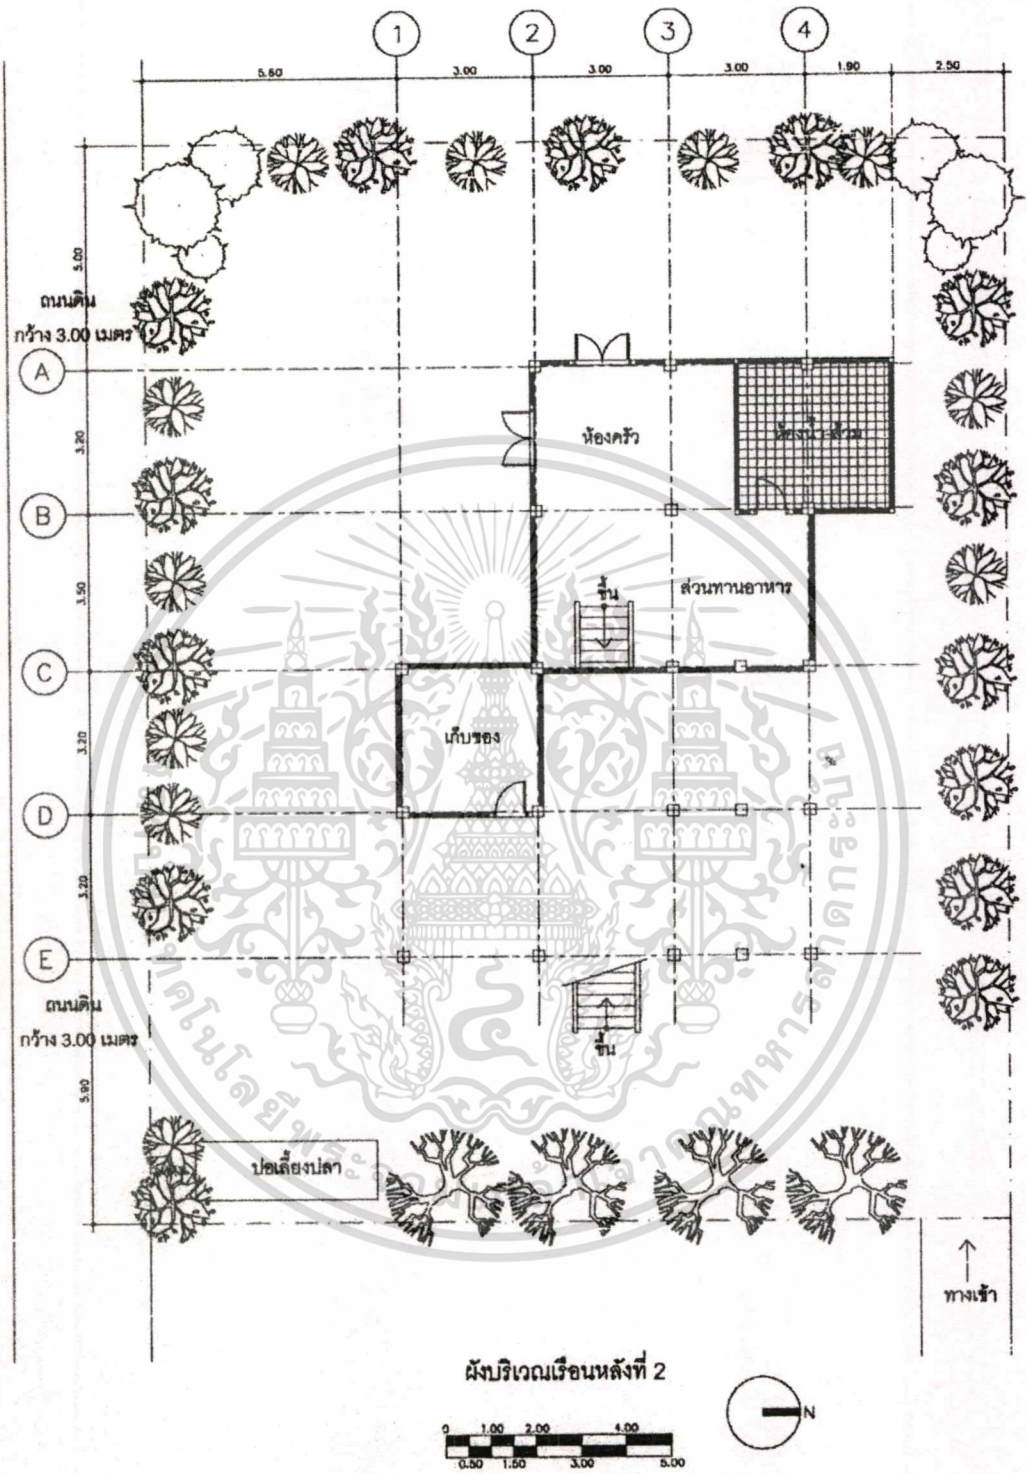 1 2 3 4
5.60 3.00 3.00 3.00 1.90 2.50
5.00
ถนนดิน
กว้าง 3.00 เมตร
A
3.20
ห้องครัว
ห้องน้ำ-ส้วม
B
3.50
ขึ้น
ส่วนทานอาหาร
C
3.20
เก็บของ
D
3.20
E
ถนนดิน
กว้าง 3.00 เมตร
ขึ้น
5.90
บ่อเลี้ยงปลา
ทางเข้า
ผังบริเวณเรือนหลังที่ 2
N
0 1.00 2.00 4.00
0.50 1.50 3.00 5.00